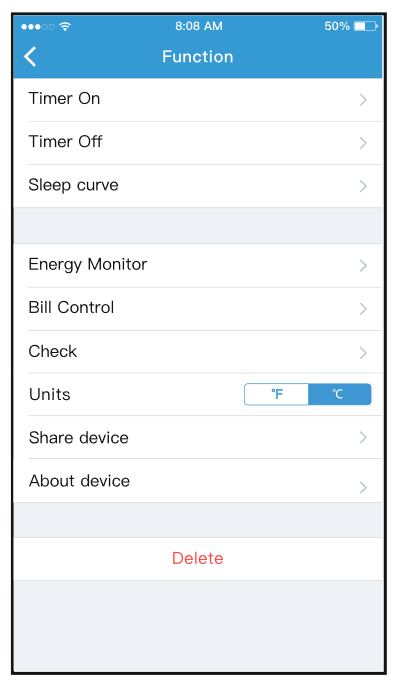 8:08 AM 50%
Function
Timer On
Timer Off
Sleep curve
Energy Monitor
Bill Control
Check
Units °F °C
Share device
About device
Delete